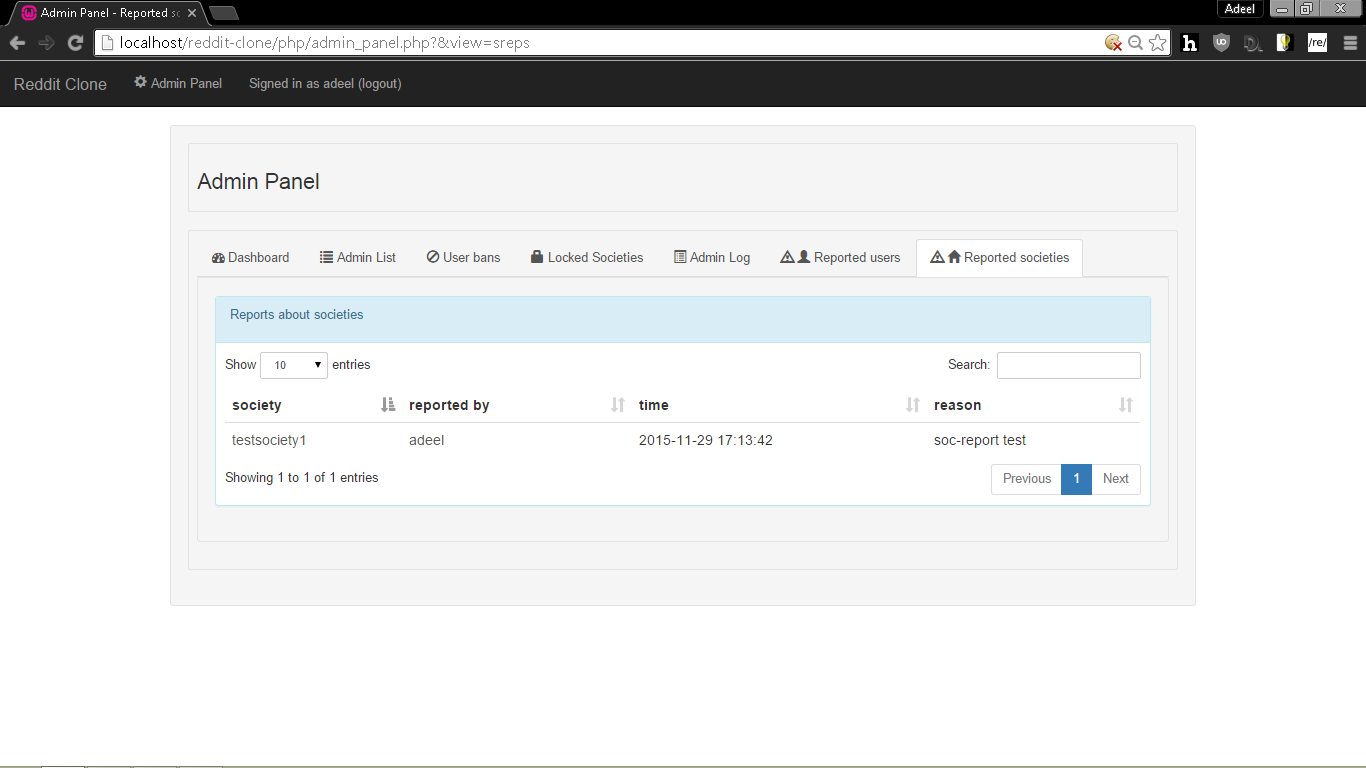 Admin Panel - Reported so
Adeel
localhost/reddit-clone/php/admin_panel.php?&view=sreps
h
/re/
Reddit Clone Admin Panel Signed in as adeel (logout)
Admin Panel
Dashboard Admin List User bans Locked Societies Admin Log Reported users Reported societies
Reports about societies
Show 10 entries Search:
society reported by time reason
testsociety1 adeel 2015-11-29 17:13:42 soc-report test
Showing 1 to 1 of 1 entries Previous 1 Next